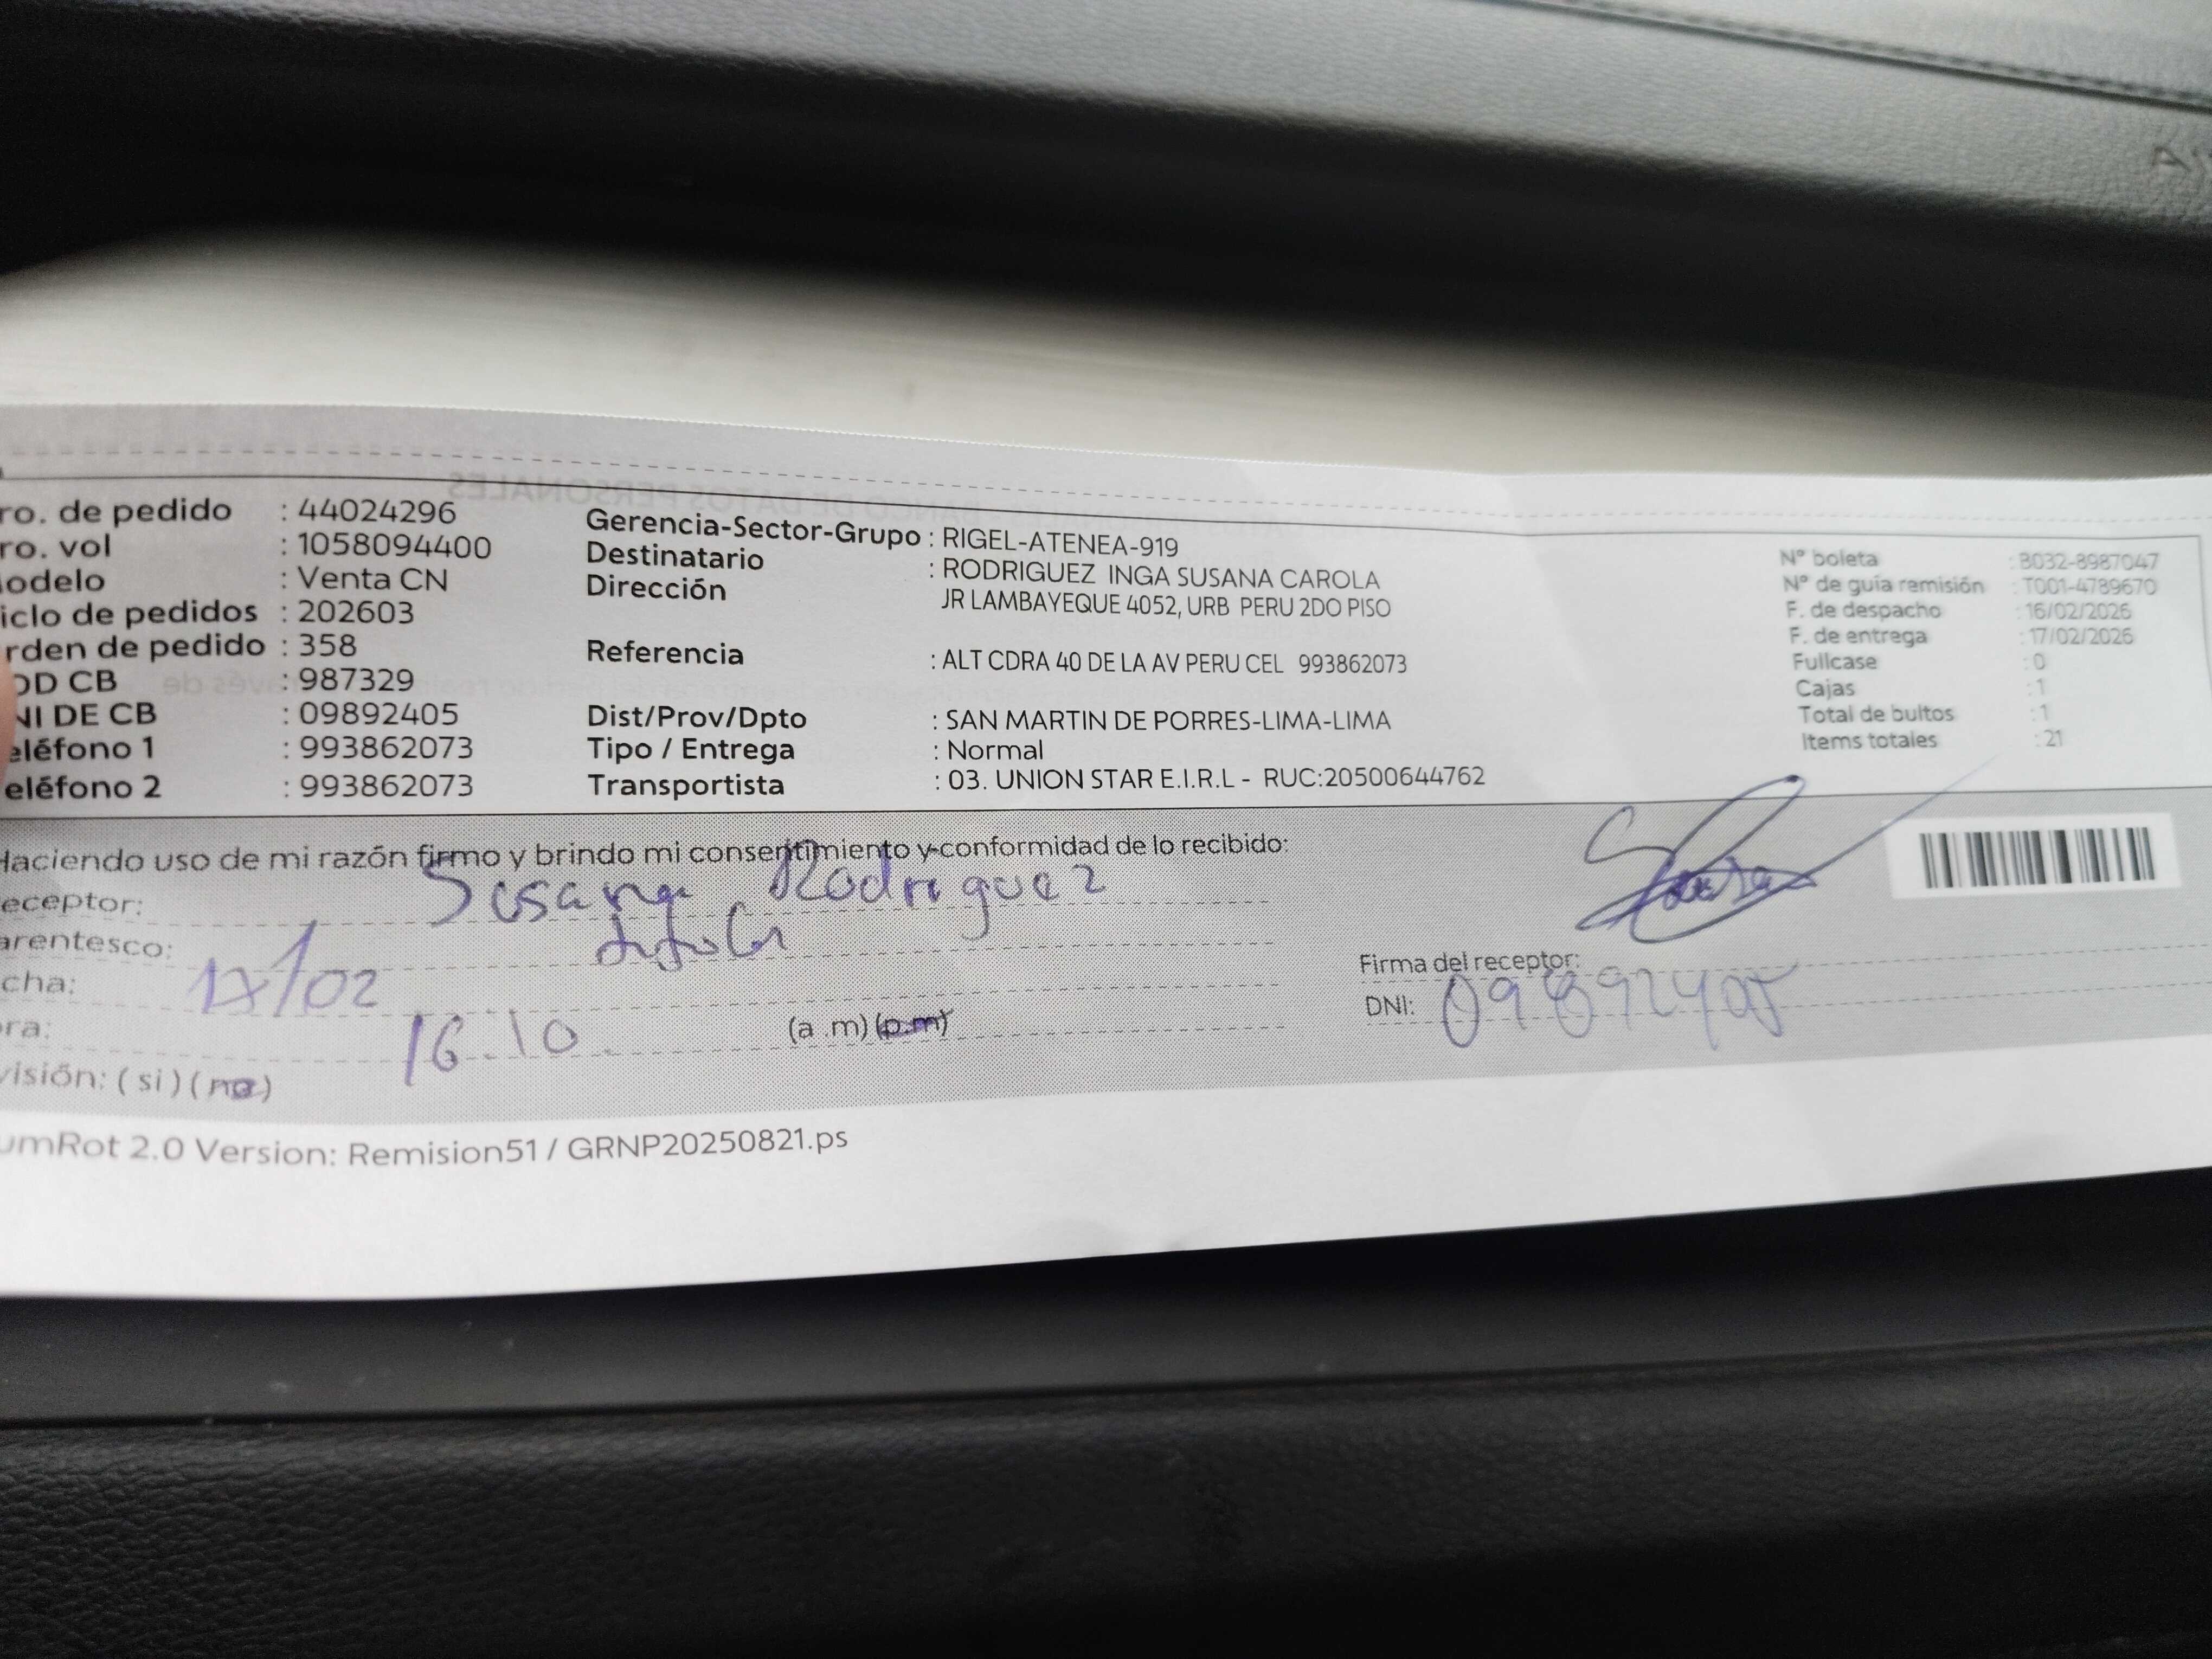 ro. de pedido : 44024296
ro. vol : 1058094400
odelo : Venta CN
iclo de pedidos : 202603
rden de pedido : 358
OD CB : 987329
NI DE CB : 09892405
eléfono 1 : 993862073
eléfono 2 : 993862073
Gerencia-Sector-Grupo : RIGEL-ATENEA-919
Destinatario : RODRIGUEZ INGA SUSANA CAROLA
Dirección JR LAMBAYEQUE 4052, URB PERU 2DO PISO
Referencia : ALT CDRA 40 DE LA AV PERU CEL 993862073
Dist/Prov/Dpto : SAN MARTIN DE PORRES-LIMA-LIMA
Tipo / Entrega : Normal
Transportista : 03. UNION STAR E.I.R.L - RUC:20500644762
N° boleta : B032-8987047
N° de guía remisión : T001-4789670
F. de despacho : 16/02/2026
F. de entrega : 17/02/2026
Fullcase : 0
Cajas : 1
Total de bultos : 1
Items totales : 21
Haciendo uso de mi razón firmo y brindo mi consentimiento y conformidad de lo recibido:
eceptor: Susana Rodriguez
arentesco: titular
cha: 17/02
ora: 16:10 (a .m) (p.m)
visión: ( si ) ( no )
Firma del receptor:
DNI: 09892405
umRot 2.0 Version: Remision51 / GRNP20250821.ps